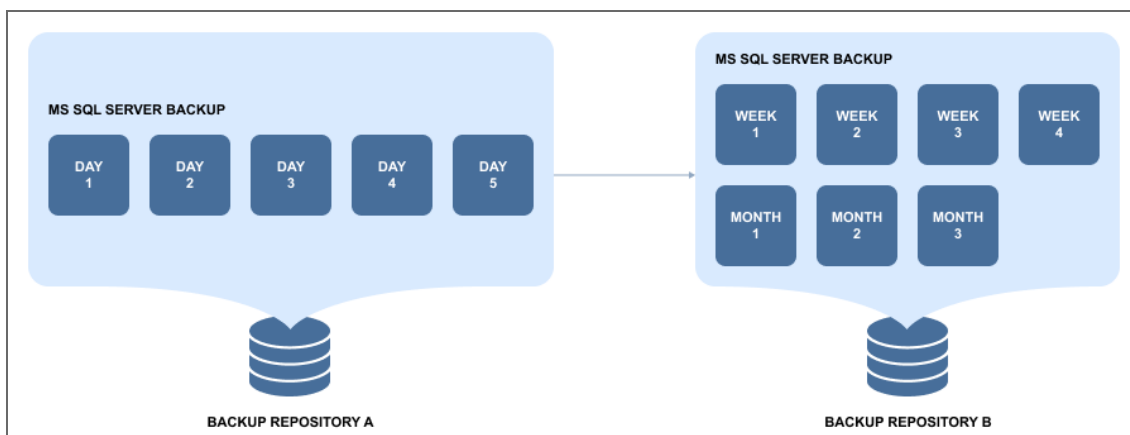 MS SQL SERVER BACKUP
DAY
1
DAY
2
DAY
3
DAY
4
DAY
5
BACKUP REPOSITORY A
MS SQL SERVER BACKUP
WEEK
1
WEEK
2
WEEK
3
WEEK
4
MONTH
1
MONTH
2
MONTH
3
BACKUP REPOSITORY B